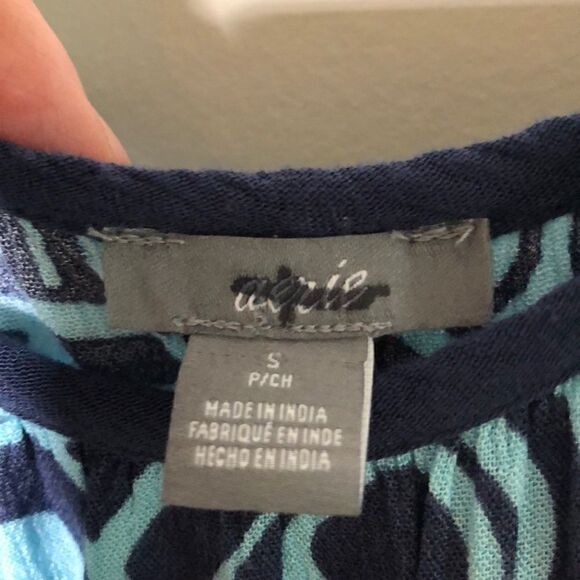 aerie
S
P/CH
MADE IN INDIA
FABRIQUÉ EN INDE
HECHO EN INDIA